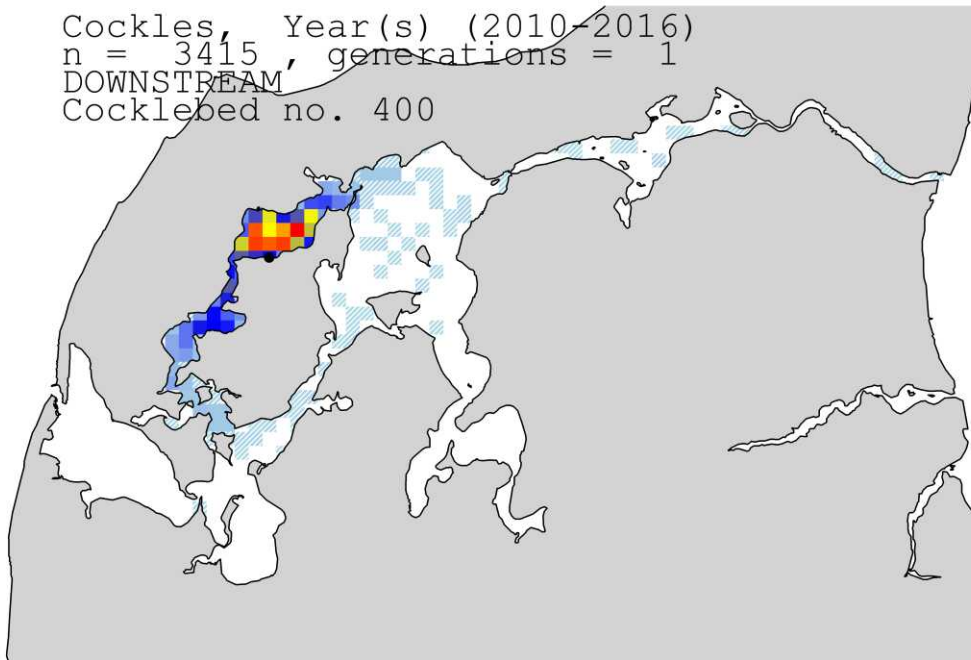 Cockles, Year(s) (2010-2016)
n = 3415 , generations = 1
DOWNSTREAM
Cocklebed no. 400